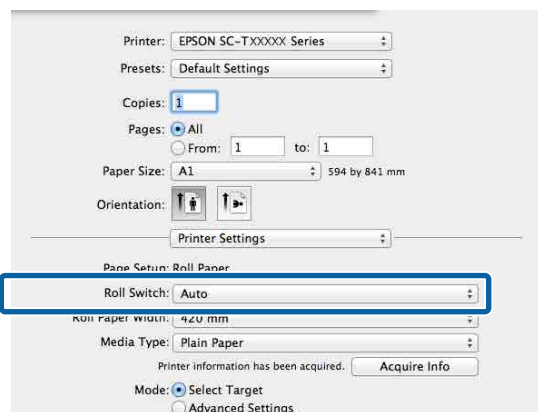 Printer: EPSON SC-TXXXXX Series
Presets: Default Settings
Copies: 1
Pages: All
From: 1 to: 1
Paper Size: A1 594 by 841 mm
Orientation:
Printer Settings
Page Setup: Roll Paper
Roll Switch: Auto
Roll Paper Width: 420 mm
Media Type: Plain Paper
Printer information has been acquired. Acquire Info
Mode: Select Target
Advanced Settings